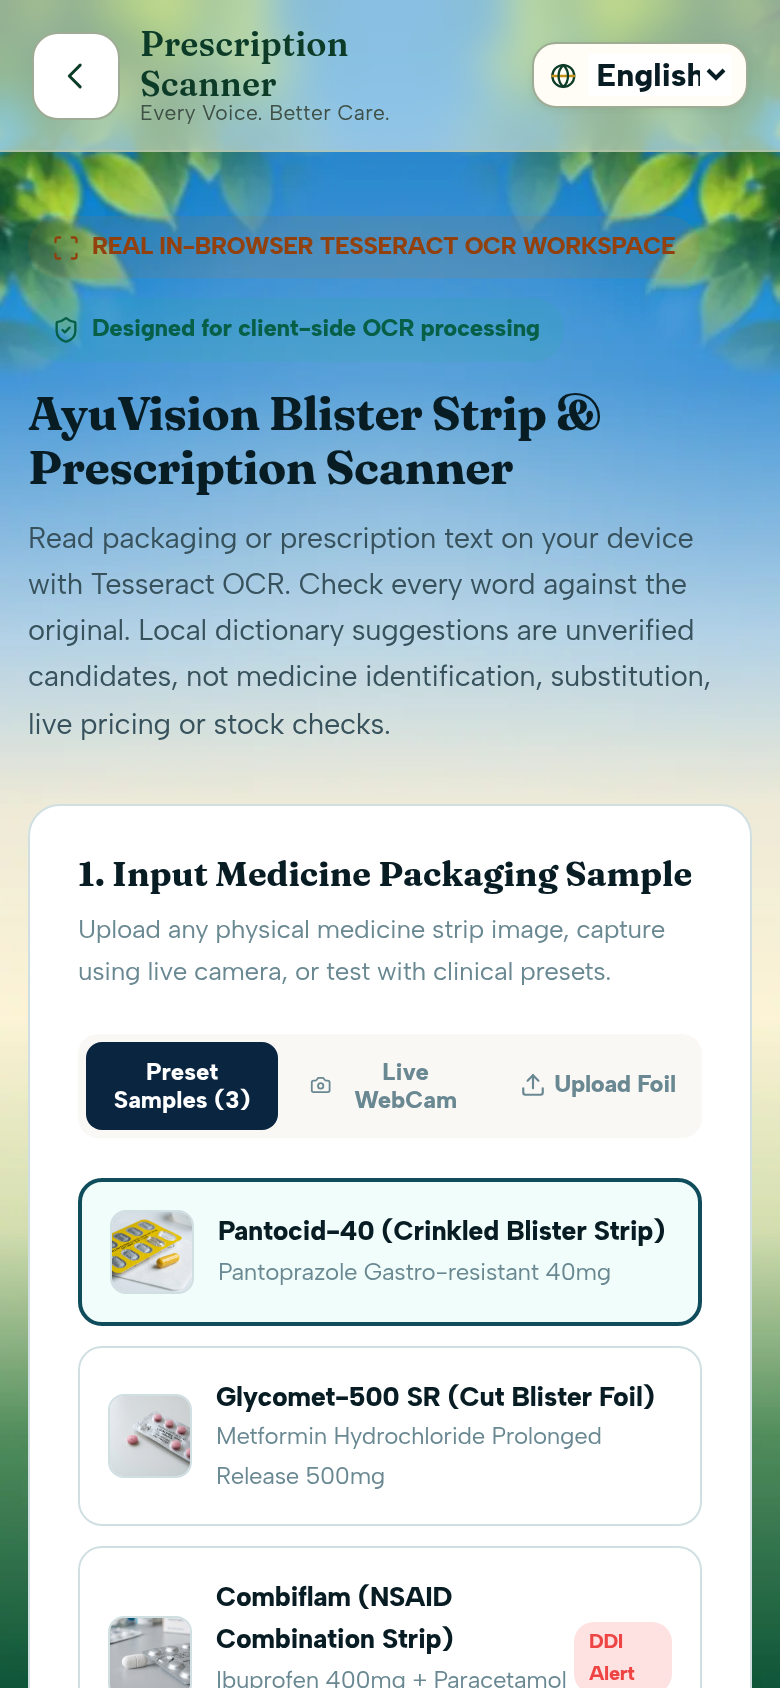 Prescription
Scanner
Every Voice. Better Care.
English
REAL IN-BROWSER TESSERACT OCR WORKSPACE
Designed for client-side OCR processing
AyuVision Blister Strip &
Prescription Scanner
Read packaging or prescription text on your device
with Tesseract OCR. Check every word against the
original. Local dictionary suggestions are unverified
candidates, not medicine identification, substitution,
live pricing or stock checks.
1. Input Medicine Packaging Sample
Upload any physical medicine strip image, capture
using live camera, or test with clinical presets.
Preset
Samples (3)
Live
WebCam
Upload Foil
Pantocid-40 (Crinkled Blister Strip)
Pantoprazole Gastro-resistant 40mg
Glycomet-500 SR (Cut Blister Foil)
Metformin Hydrochloride Prolonged
Release 500mg
Combiflam (NSAID
Combination Strip)
Ibuprofen 400mg + Paracetamol
DDI
Alert